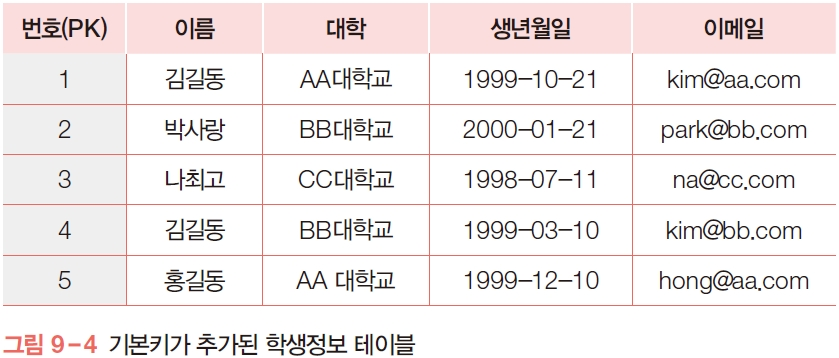 번호(PK) 이름 대학 생년월일 이메일
1 김길동 AA대학교 1999-10-21 kim@aa.com
2 박사랑 BB대학교 2000-01-21 park@bb.com
3 나최고 CC대학교 1998-07-11 na@cc.com
4 김길동 BB대학교 1999-03-10 kim@bb.com
5 홍길동 AA 대학교 1999-12-10 hong@aa.com
그림 9-4 기본키가 추가된 학생정보 테이블